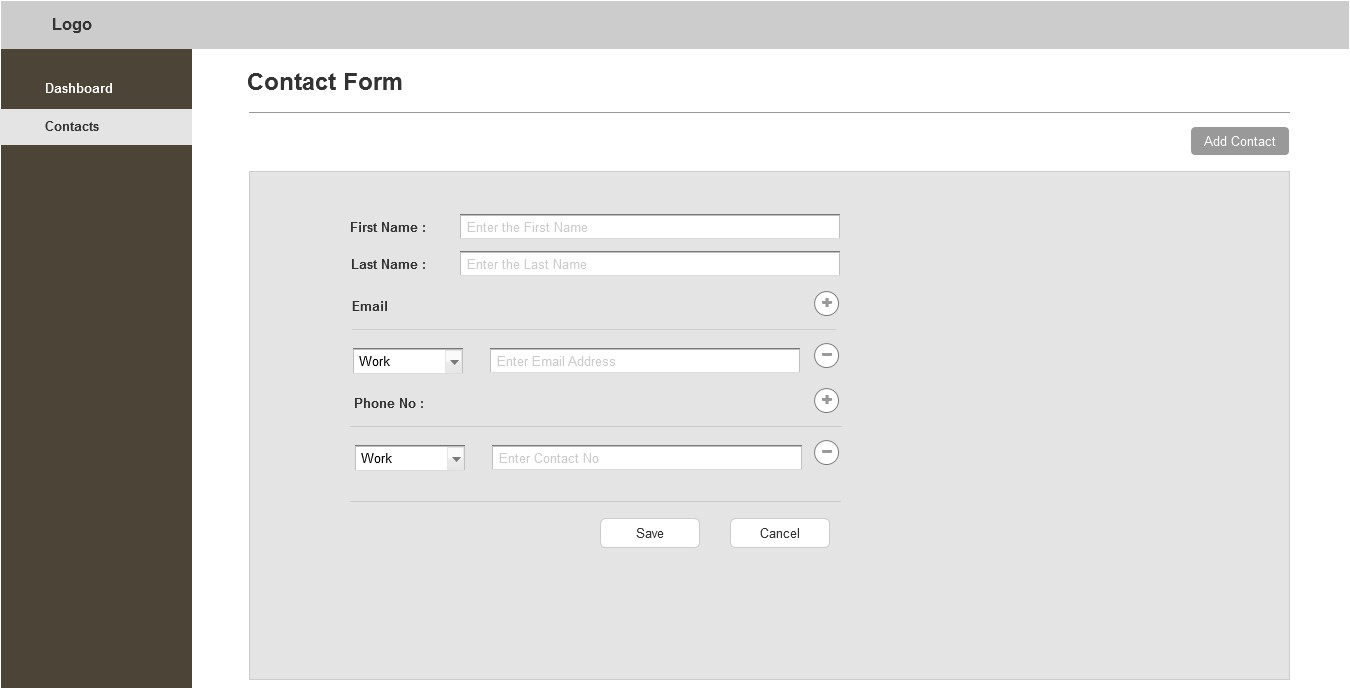 Logo
Dashboard
Contacts
Contact Form
Add Contact
First Name : Enter the First Name
Last Name : Enter the Last Name
Email
Work Enter Email Address
Phone No :
Work Enter Contact No
Save Cancel